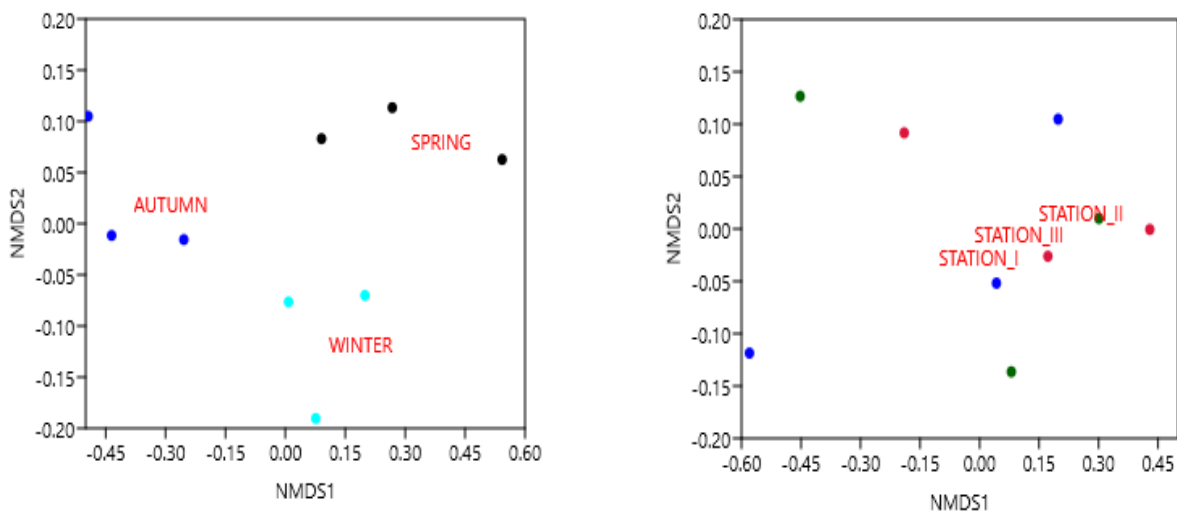 0.20
0.15
0.10
0.05
0.00
-0.05
-0.10
-0.15
-0.20
NMDS2
SPRING
AUTUMN
WINTER
-0.45 -0.30 -0.15 0.00 0.15 0.30 0.45 0.60
NMDS1
0.20
0.15
0.10
0.05
0.00
-0.05
-0.10
-0.15
-0.20
NMDS2
STATION_II
STATION_III
STATION_I
-0.60 -0.45 -0.30 -0.15 0.00 0.15 0.30 0.45
NMDS1